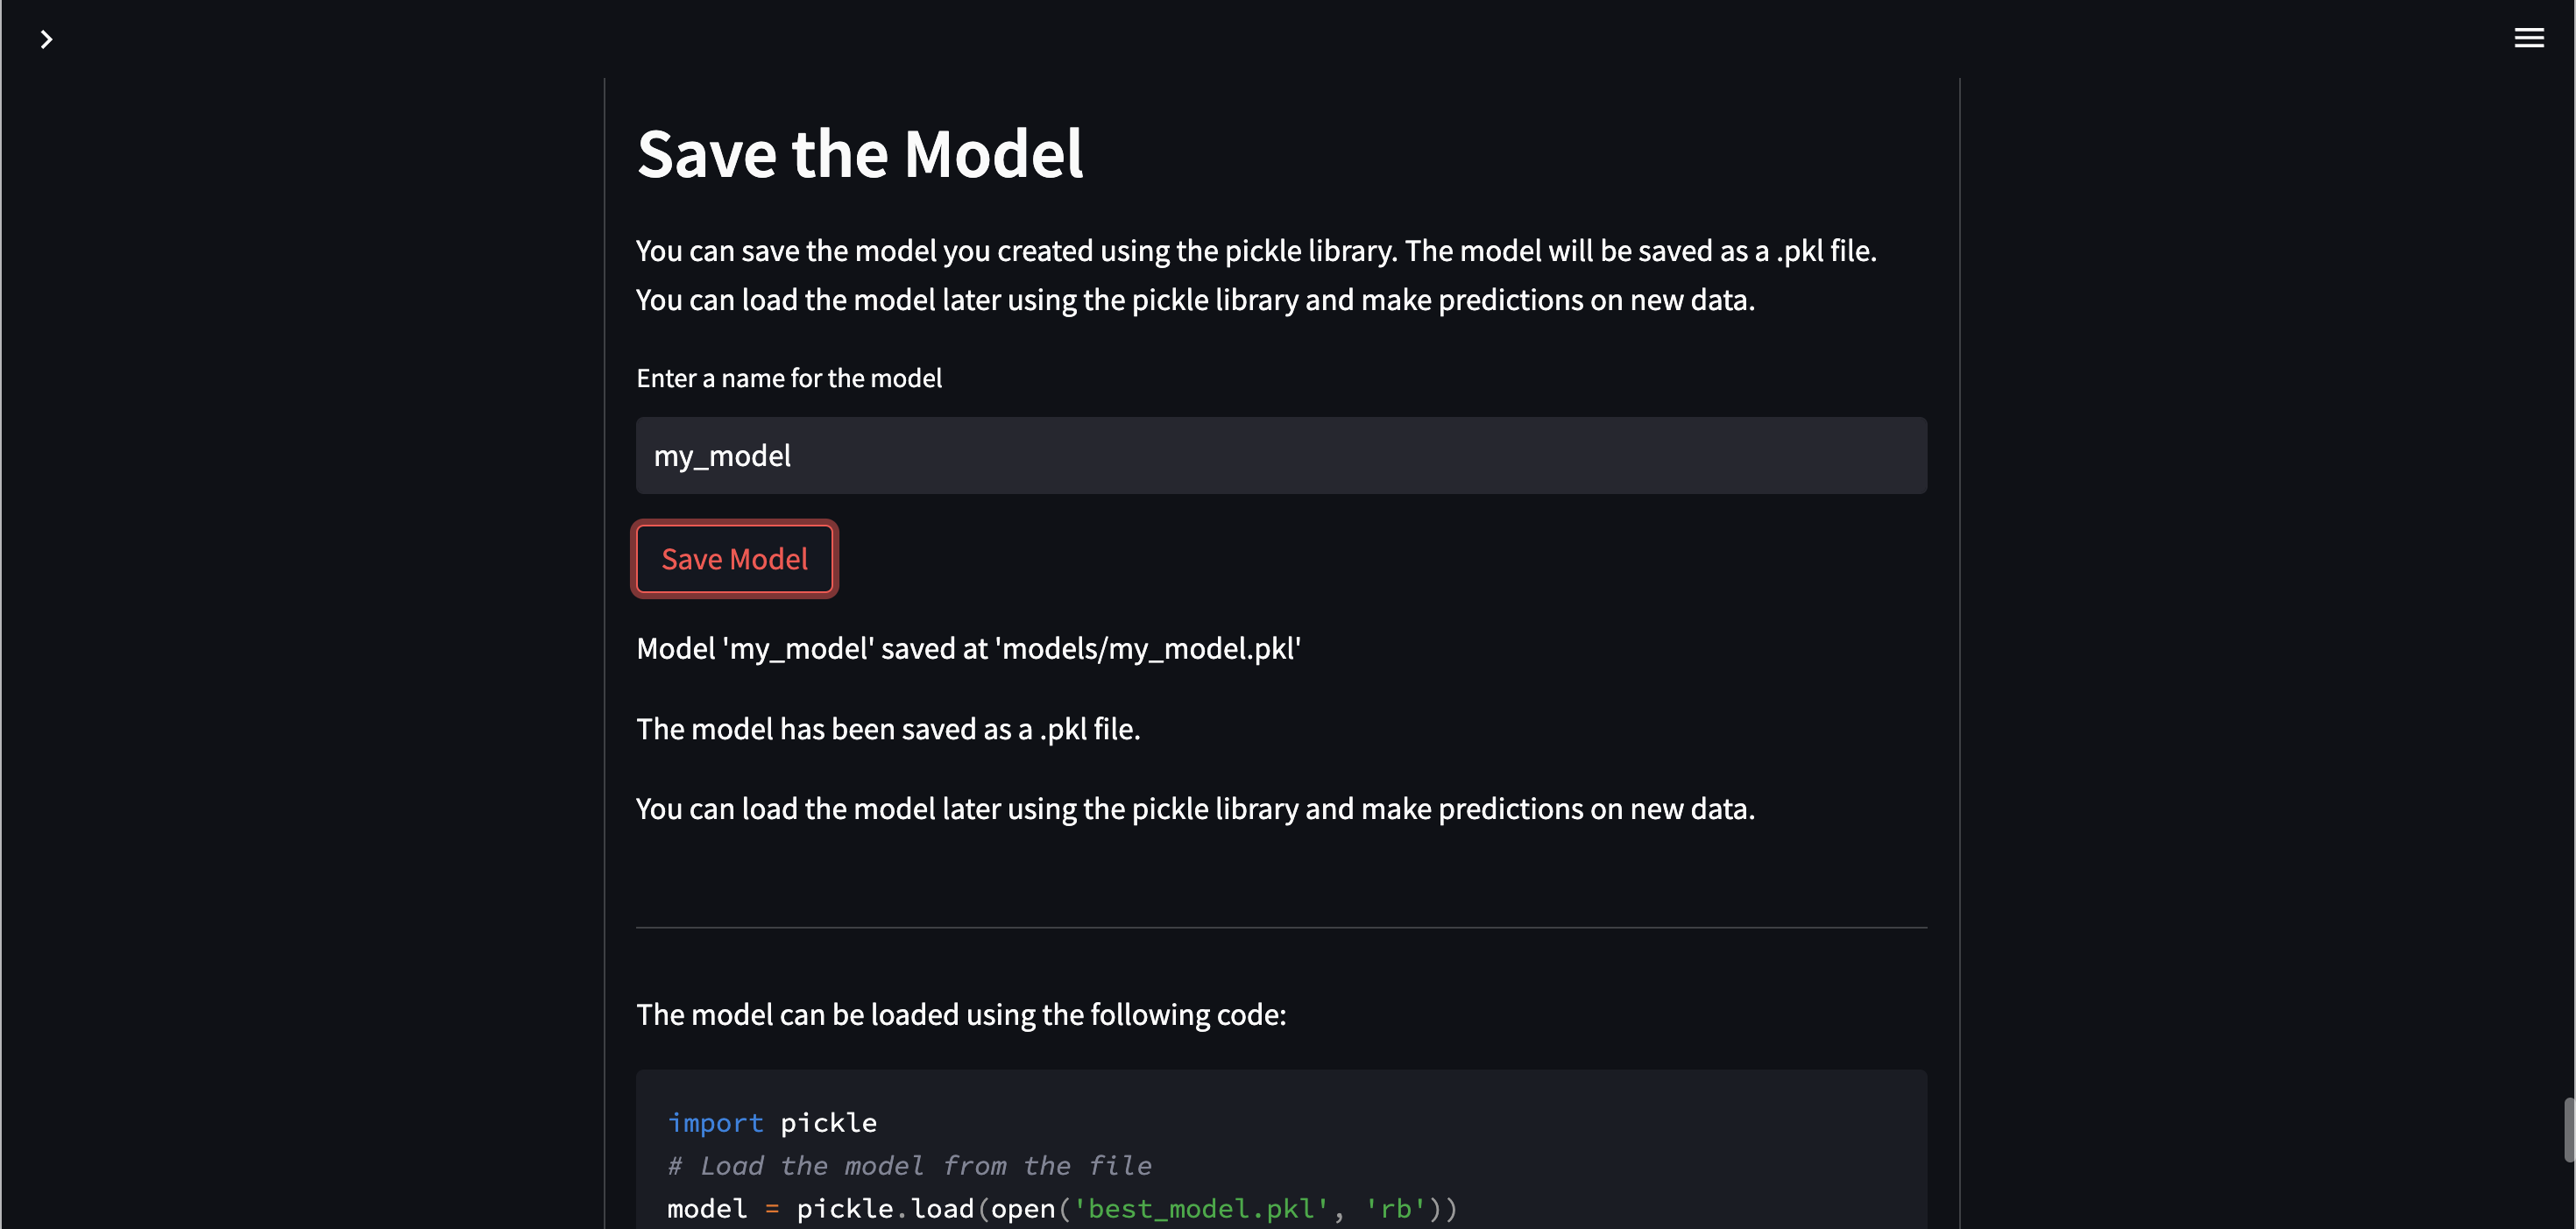 Save the Model
You can save the model you created using the pickle library. The model will be saved as a .pkl file.
You can load the model later using the pickle library and make predictions on new data.
Enter a name for the model
my_model
Save Model
Model 'my_model' saved at 'models/my_model.pkl'
The model has been saved as a .pkl file.
You can load the model later using the pickle library and make predictions on new data.
The model can be loaded using the following code:
import pickle
# Load the model from the file
model = pickle.load(open('best_model.pkl', 'rb'))